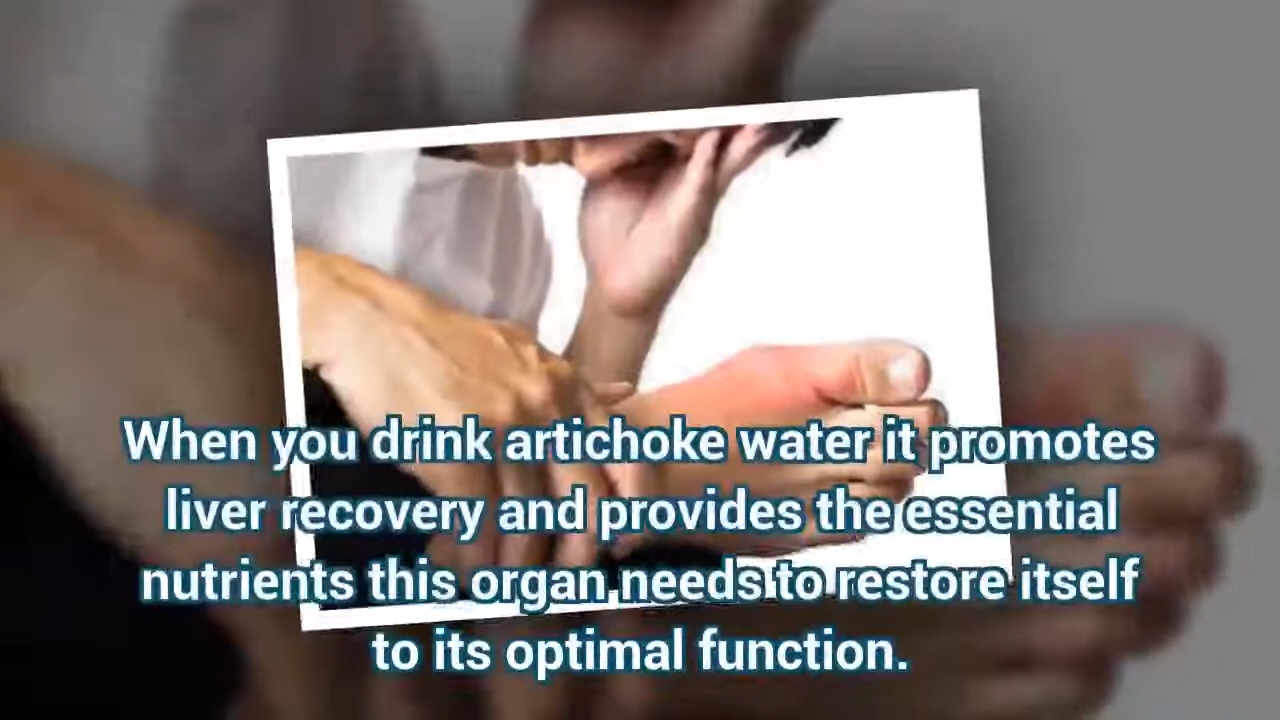 When you drink artichoke water it promotes
liver recovery and provides the essential
nutrients this organ needs to restore itself
to its optimal function.